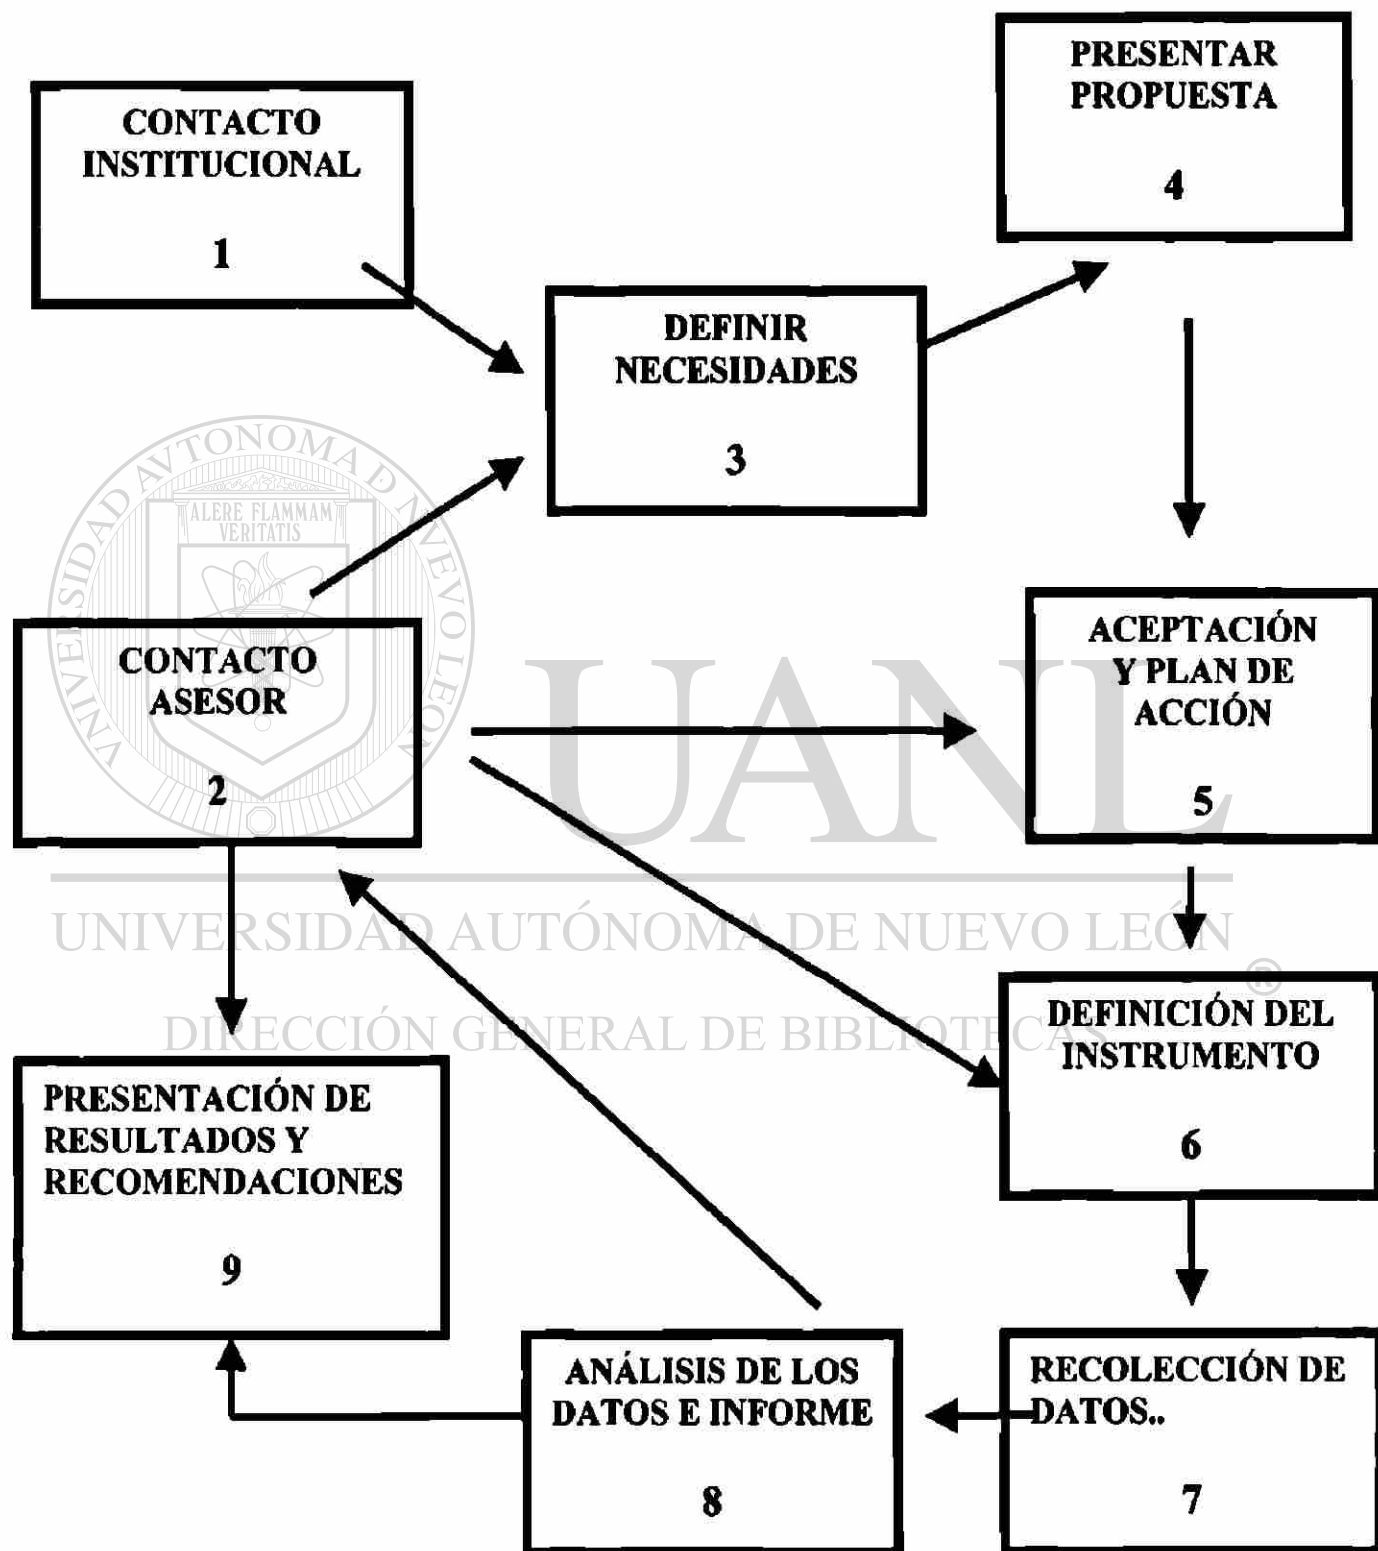 CONTACTO
INSTITUCIONAL
1
PRESENTAR
PROPUESTA
4
DEFINIR
NECESIDADES
3
CONTACTO
ASESOR
2
ACEPTACIÓN
Y PLAN DE
ACCIÓN
5
DEFINICIÓN DEL
INSTRUMENTO
6
PRESENTACIÓN DE
RESULTADOS Y
RECOMENDACIONES
9
ANÁLISIS DE LOS
DATOS E INFORME
8
RECOLECCIÓN DE
DATOS..
7
UNIVERSIDAD AVTONOMA DE NVEVO LEON
ALERE FLAMMAM
VERITATIS
UANL
UNIVERSIDAD AUTÓNOMA DE NUEVO LEÓN
®
DIRECCIÓN GENERAL DE BIBLIOTECAS